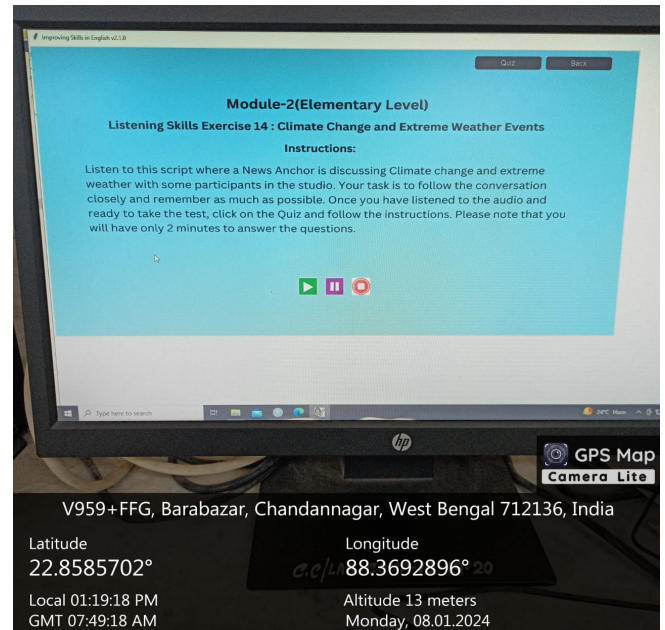 Improving Skills in English v2.1.0
Quiz Back
Module-2(Elementary Level)
Listening Skills Exercise 14 : Climate Change and Extreme Weather Events
Instructions:
Listen to this script where a News Anchor is discussing Climate change and extreme
weather with some participants in the studio. Your task is to follow the conversation
closely and remember as much as possible. Once you have listened to the audio and
ready to take the test, click on the Quiz and follow the instructions. Please note that you
will have only 2 minutes to answer the questions.
Type here to search
24°C
hp
GPS Map
Camera Lite
V959+FFG, Barabazar, Chandannagar, West Bengal 712136, India
Latitude
22.8585702°
Longitude
88.3692896°
20
Local 01:19:18 PM
GMT 07:49:18 AM
Altitude 13 meters
Monday, 08.01.2024